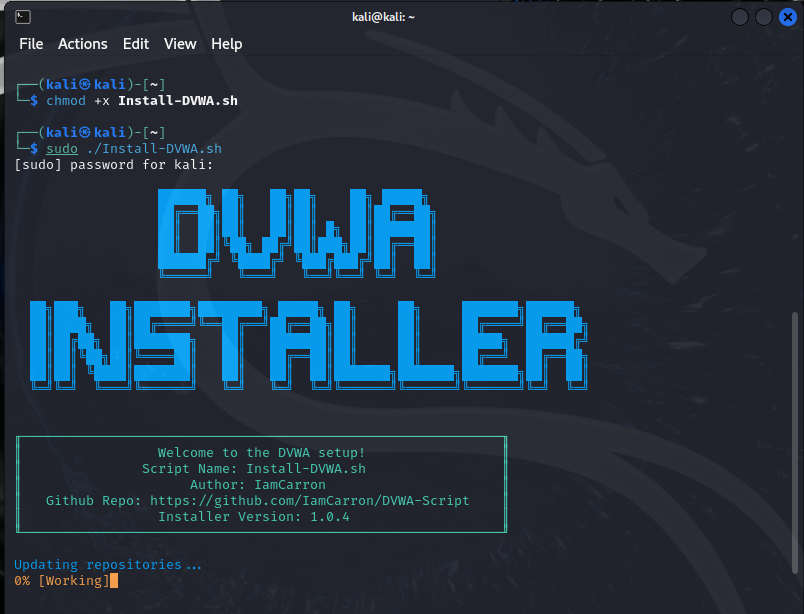 kali@kali: ~
File Actions Edit View Help
┌──(kali㉿kali)-[~]
└─$ chmod +x Install-DVWA.sh
┌──(kali㉿kali)-[~]
└─$ sudo ./Install-DVWA.sh
[sudo] password for kali:
DVWA
INSTALLER
Welcome to the DVWA setup!
Script Name: Install-DVWA.sh
Author: IamCarron
Github Repo: https://github.com/IamCarron/DVWA-Script
Installer Version: 1.0.4
Updating repositories...
0% [Working]